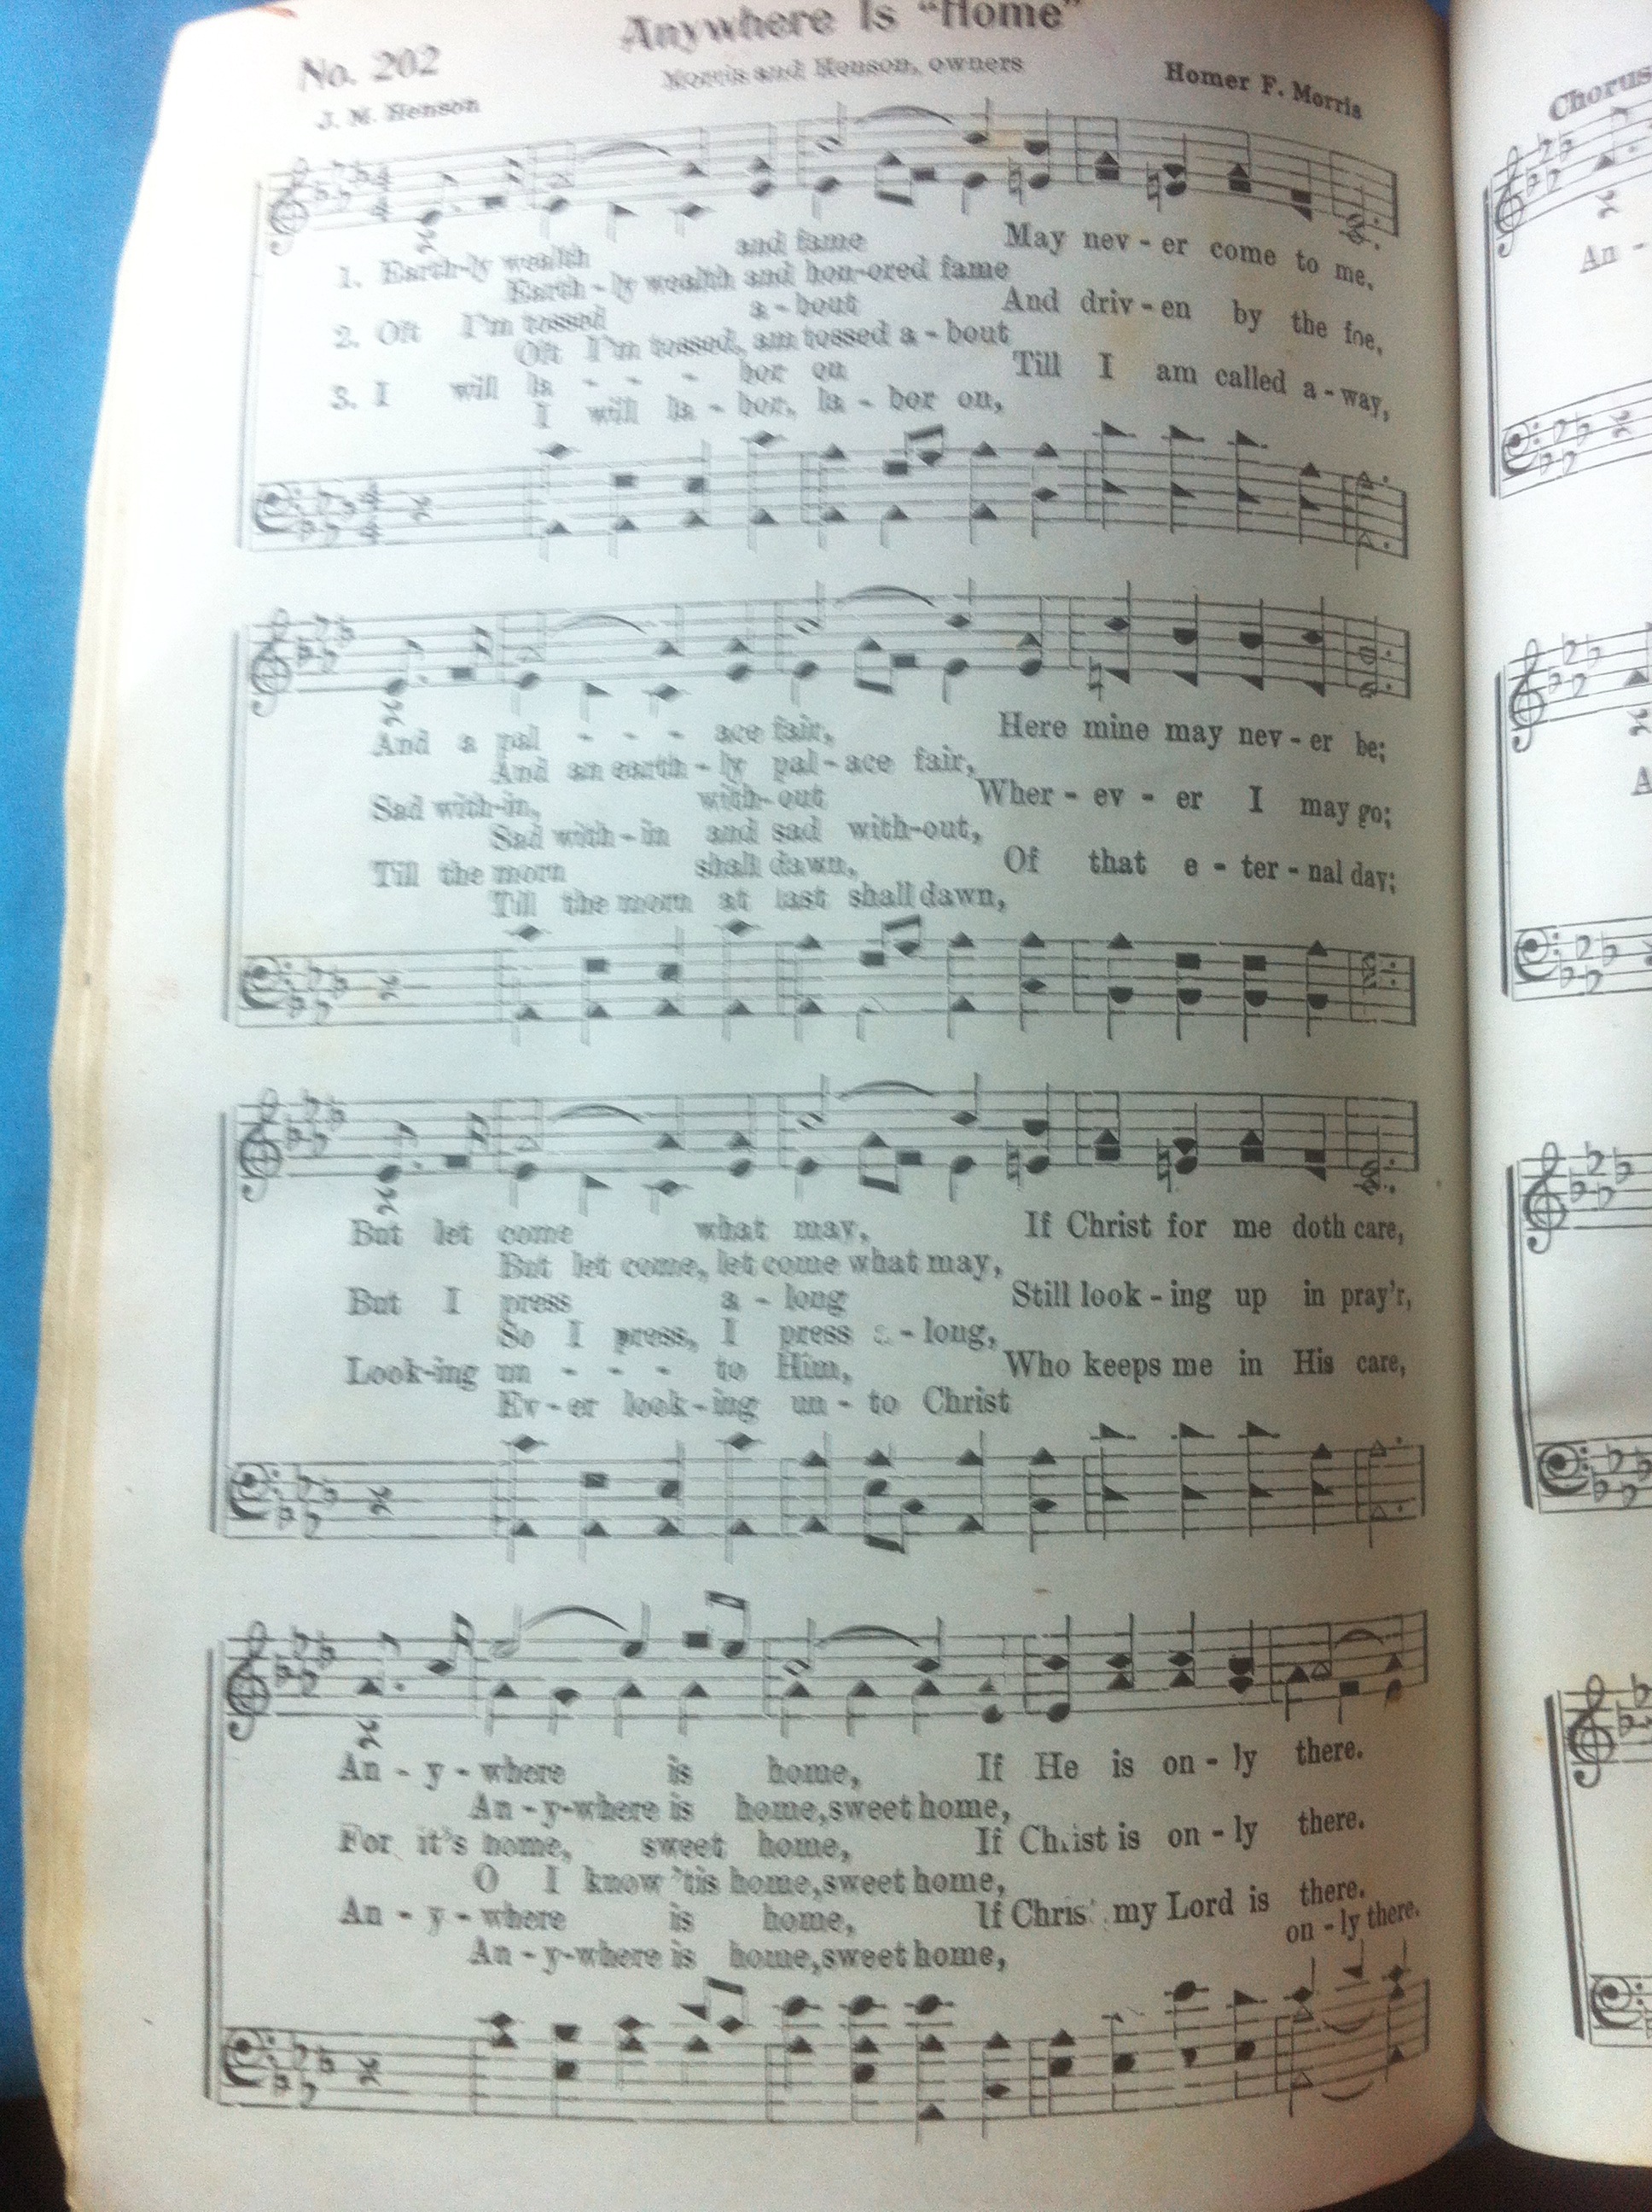 Anywhere Is "Home"
No. 202
Morris and Henson, owners
J. M. Henson
Homer F. Morris
1. Earth-ly wealth and fame May nev - er come to me,
Earth - ly wealth and hon-ored fame
2. Oft I'm tossed a - bout And driv - en by the foe,
Oft I'm tossed, am tossed a - bout
3. I will la - - - bor on Till I am called a - way,
I will la - bor, la - bor on,
And a pal - - - ace fair, Here mine may nev - er be;
And an earth - ly pal - ace fair,
Sad with-in, with-out Wher - ev - er I may go;
Sad with - in and sad with-out,
Till the morn shall dawn, Of that e - ter - nal day;
Till the morn at last shall dawn,
But let come what may, If Christ for me doth care,
But let come, let come what may,
But I press a - long Still look - ing up in pray'r,
So I press, I press a - long,
Look-ing un - - - to Him, Who keeps me in His care,
Ev - er look - ing un - to Christ
An - y - where is home, If He is on - ly there.
An - y-where is home, sweet home,
For it's home, sweet home, If Christ is on - ly there.
O I know 'tis home, sweet home,
An - y - where is home, If Christ my Lord is there.
on - ly there.
An - y-where is home, sweet home,
Chorus
An -
A